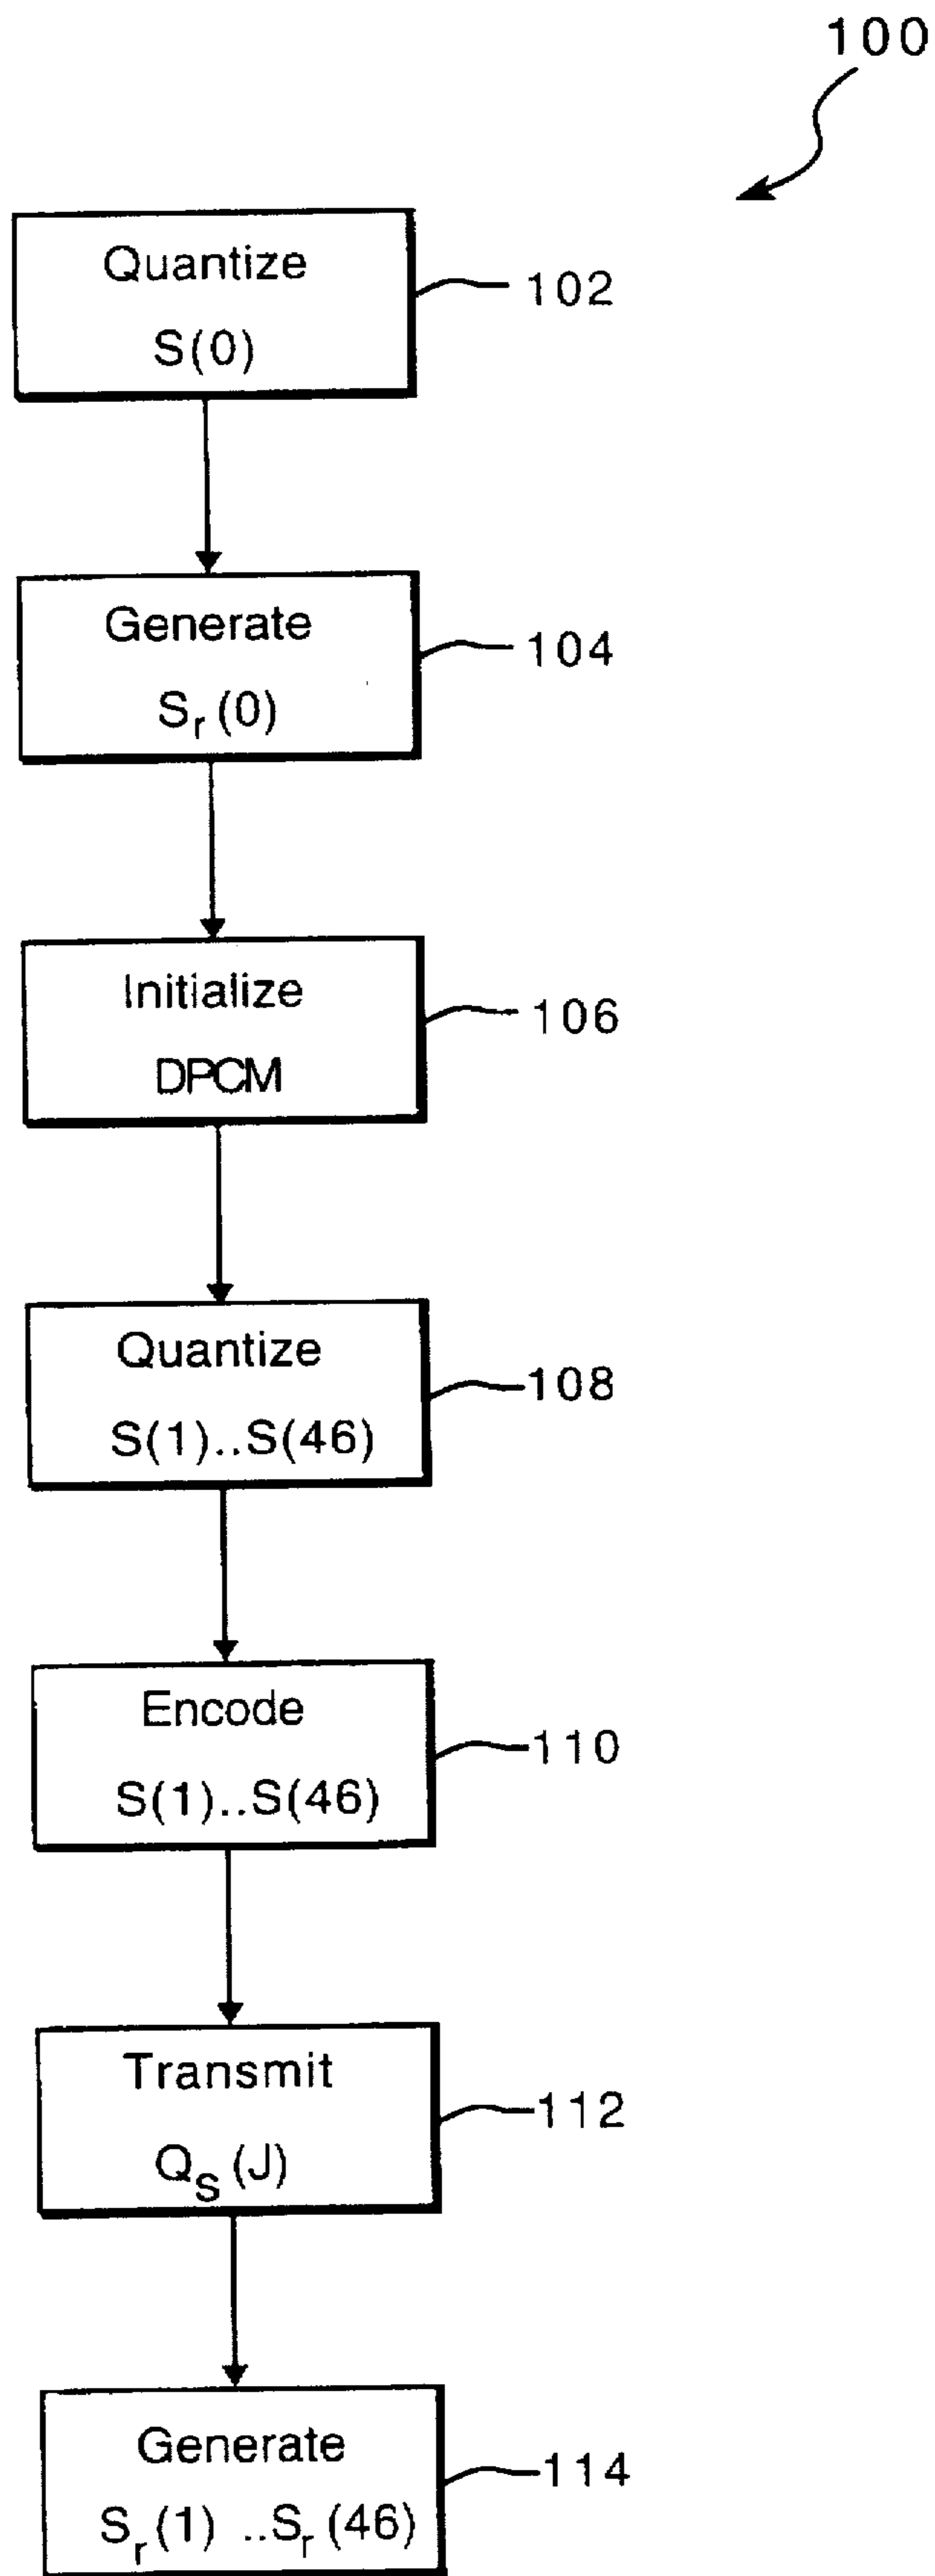 100
Quantize
S(0)
102
Generate
Sᵣ(0)
104
Initialize
DPCM
106
Quantize
S(1)..S(46)
108
Encode
S(1)..S(46)
110
Transmit
Qₛ(J)
112
Generate
Sᵣ(1) ..Sᵣ(46)
114